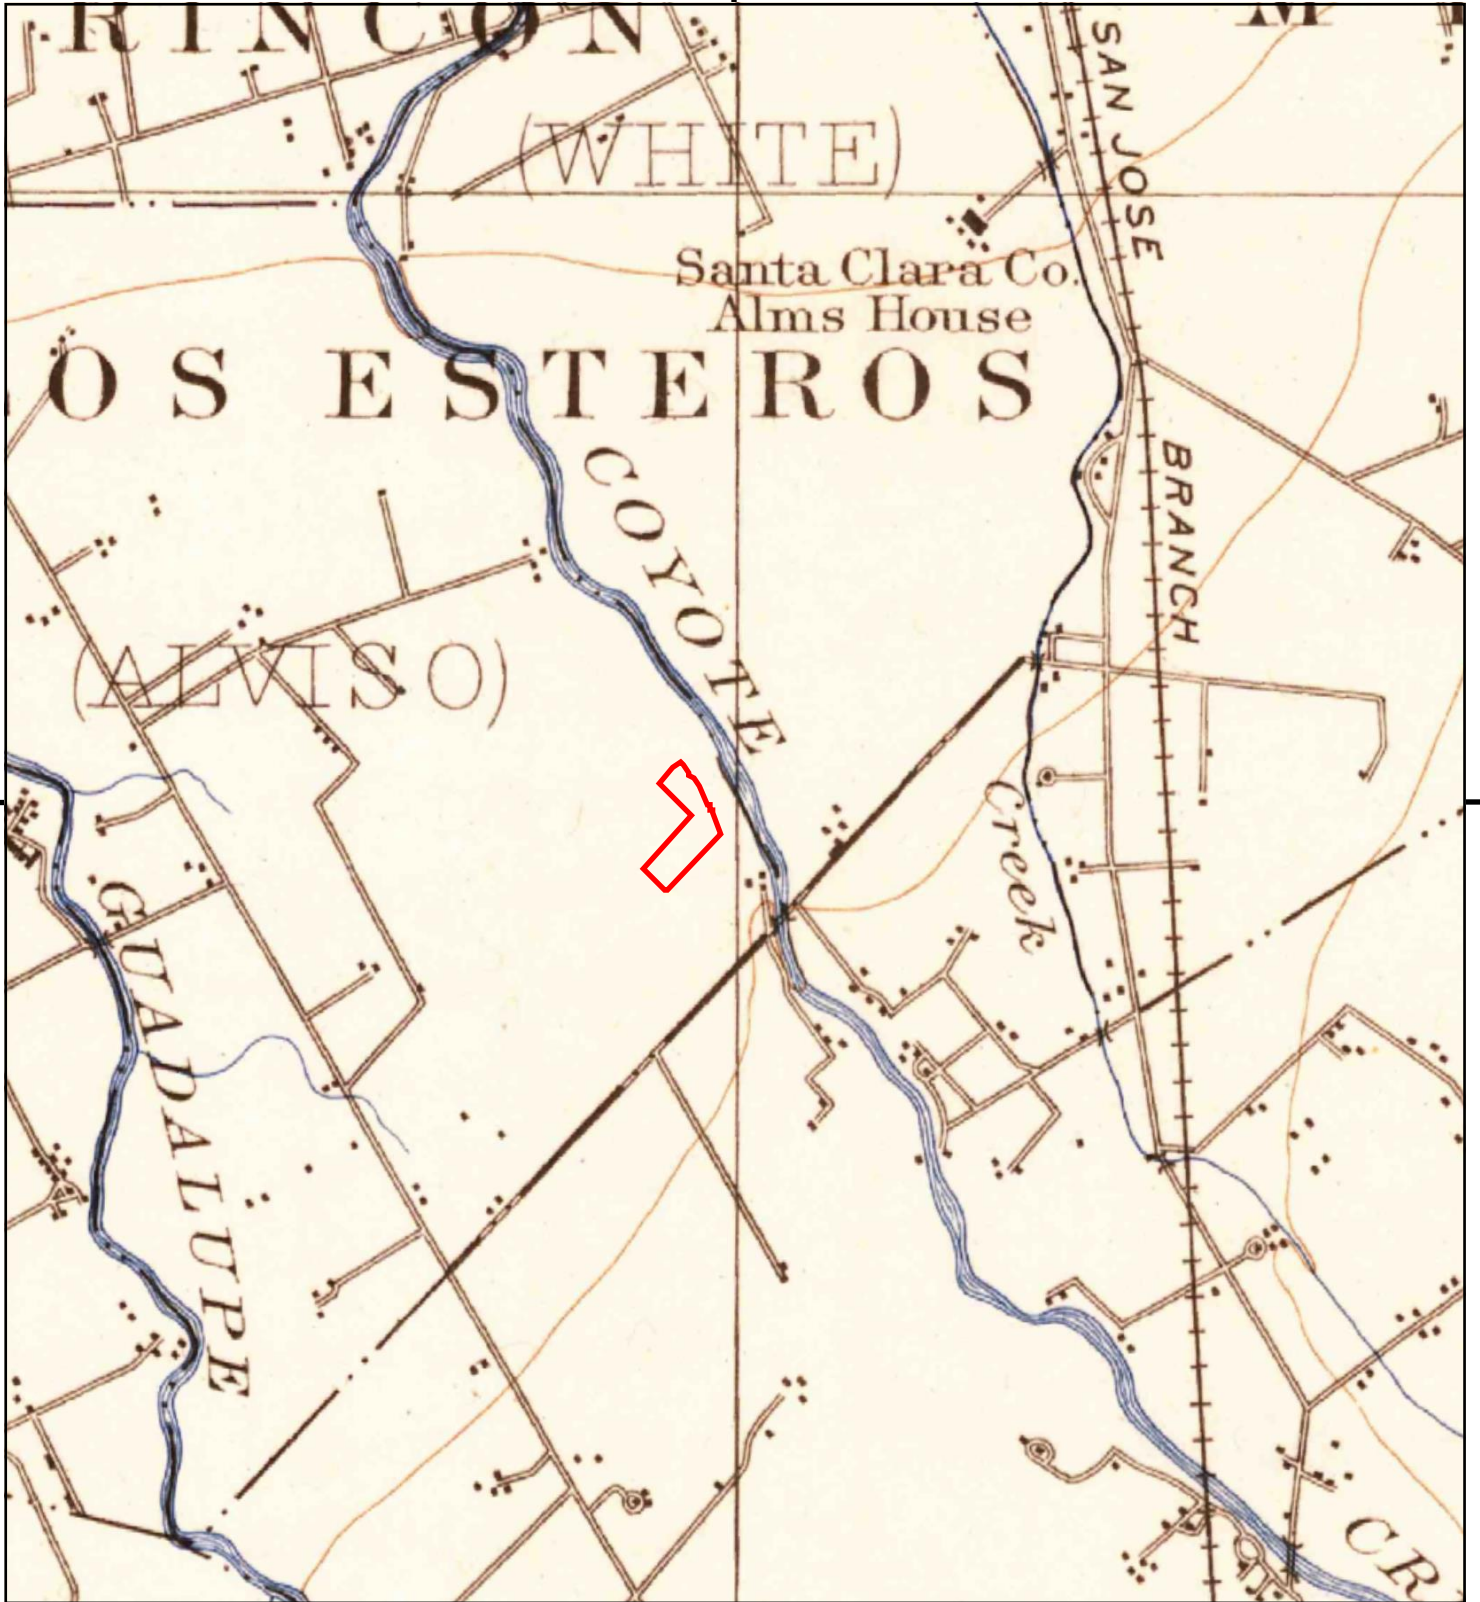 RINCON
M
SAN JOSE
(WHITE)
Santa Clara Co.
Alms House
OS ESTEROS
COYOTE
BRANCH
(ALVISO)
Creek
GUADALUPE
CR